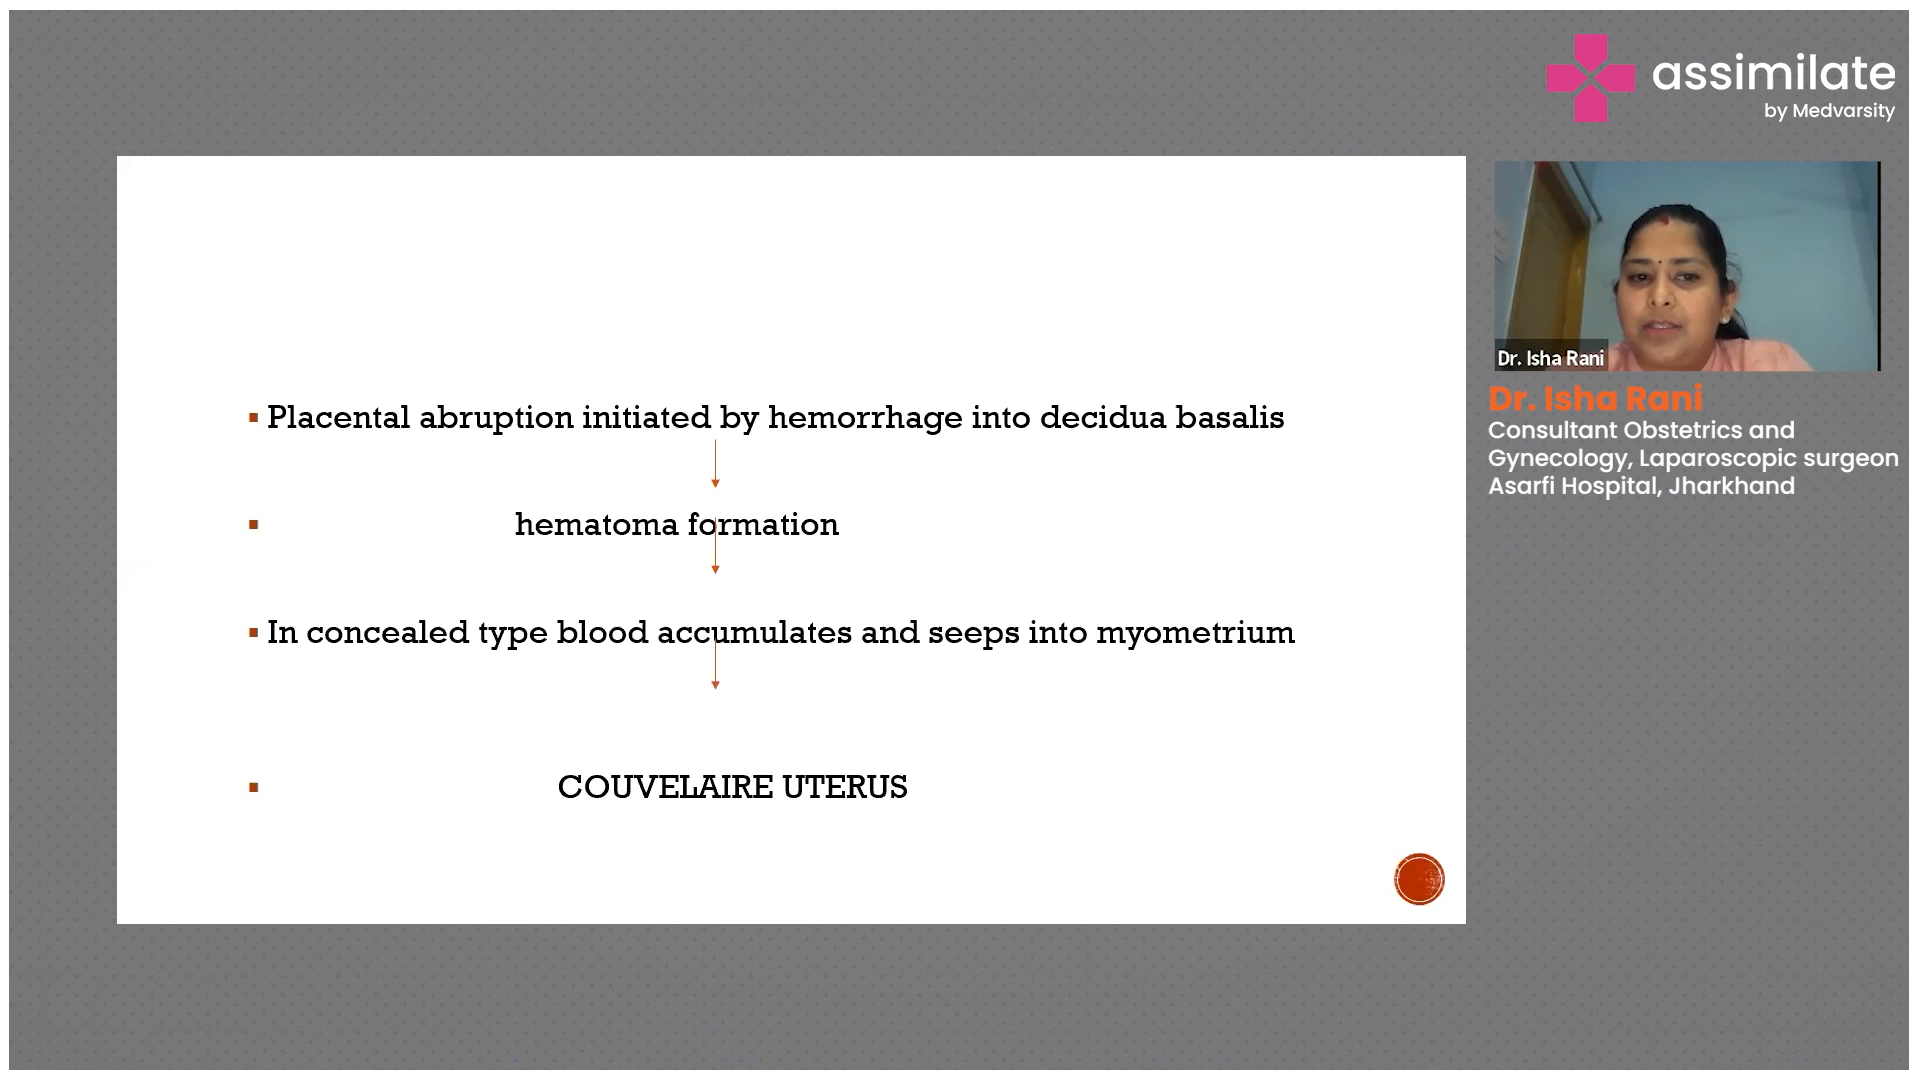 assimilate
by Medvarsity
Placental abruption initiated by hemorrhage into decidua basalis
hematoma formation
In concealed type blood accumulates and seeps into myometrium
COUVELAIRE UTERUS
Dr. Isha Rani
Dr. Isha Rani
Consultant Obstetrics and
Gynecology, Laparoscopic surgeon
Asarfi Hospital, Jharkhand